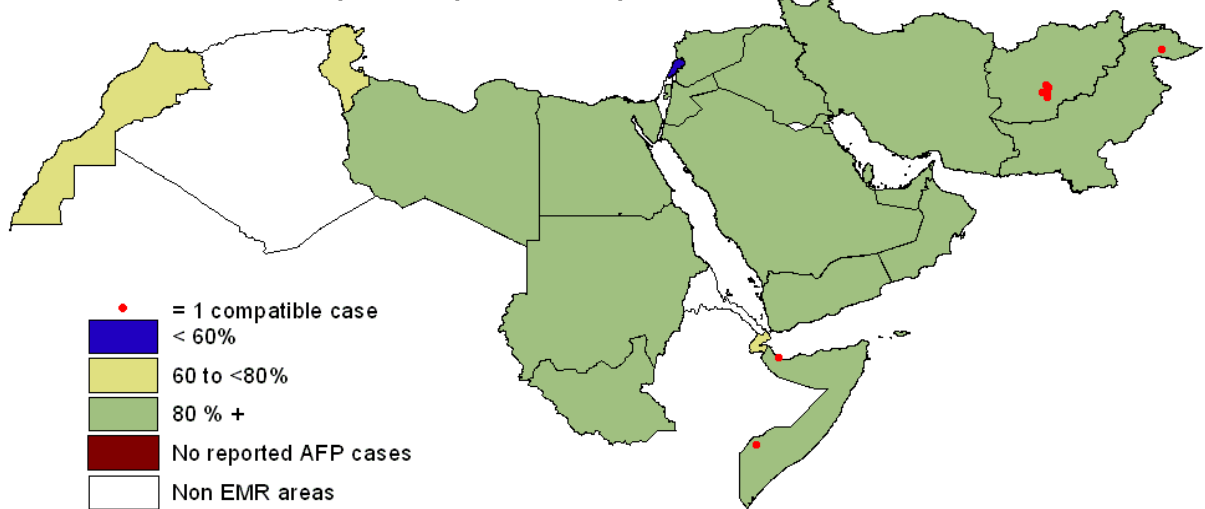 = 1 compatible case
< 60%
60 to <80%
80 % +
No reported AFP cases
Non EMR areas